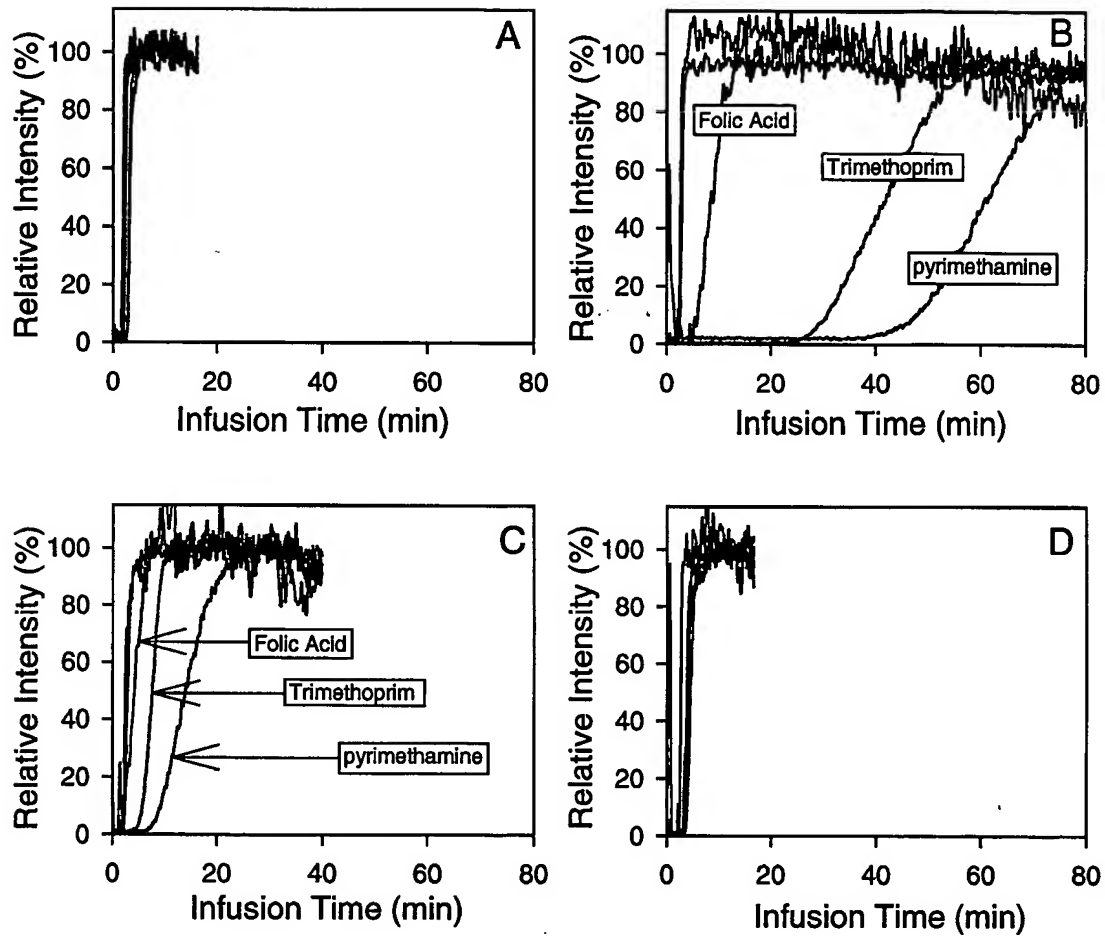 A
Relative Intensity (%)
100
80
60
40
20
0
0 20 40 60 80
Infusion Time (min)
B
Relative Intensity (%)
100
80
60
40
20
0
Folic Acid
Trimethoprim
pyrimethamine
0 20 40 60 80
Infusion Time (min)
C
Relative Intensity (%)
100
80
60
40
20
0
Folic Acid
Trimethoprim
pyrimethamine
0 20 40 60 80
Infusion Time (min)
D
Relative Intensity (%)
100
80
60
40
20
0
0 20 40 60 80
Infusion Time (min)